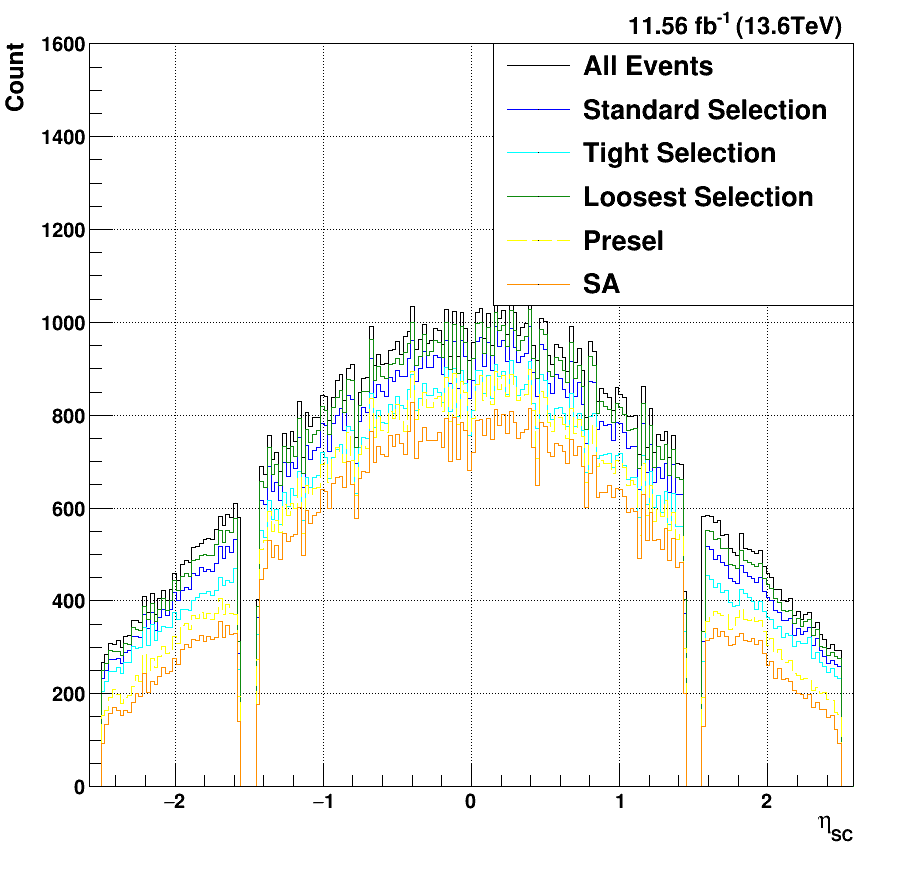 11.56 fb-1 (13.6TeV)
Count
1600
1400
1200
1000
800
600
400
200
0
All Events
Standard Selection
Tight Selection
Loosest Selection
Presel
SA
−2
−1
0
1
2
ηSC